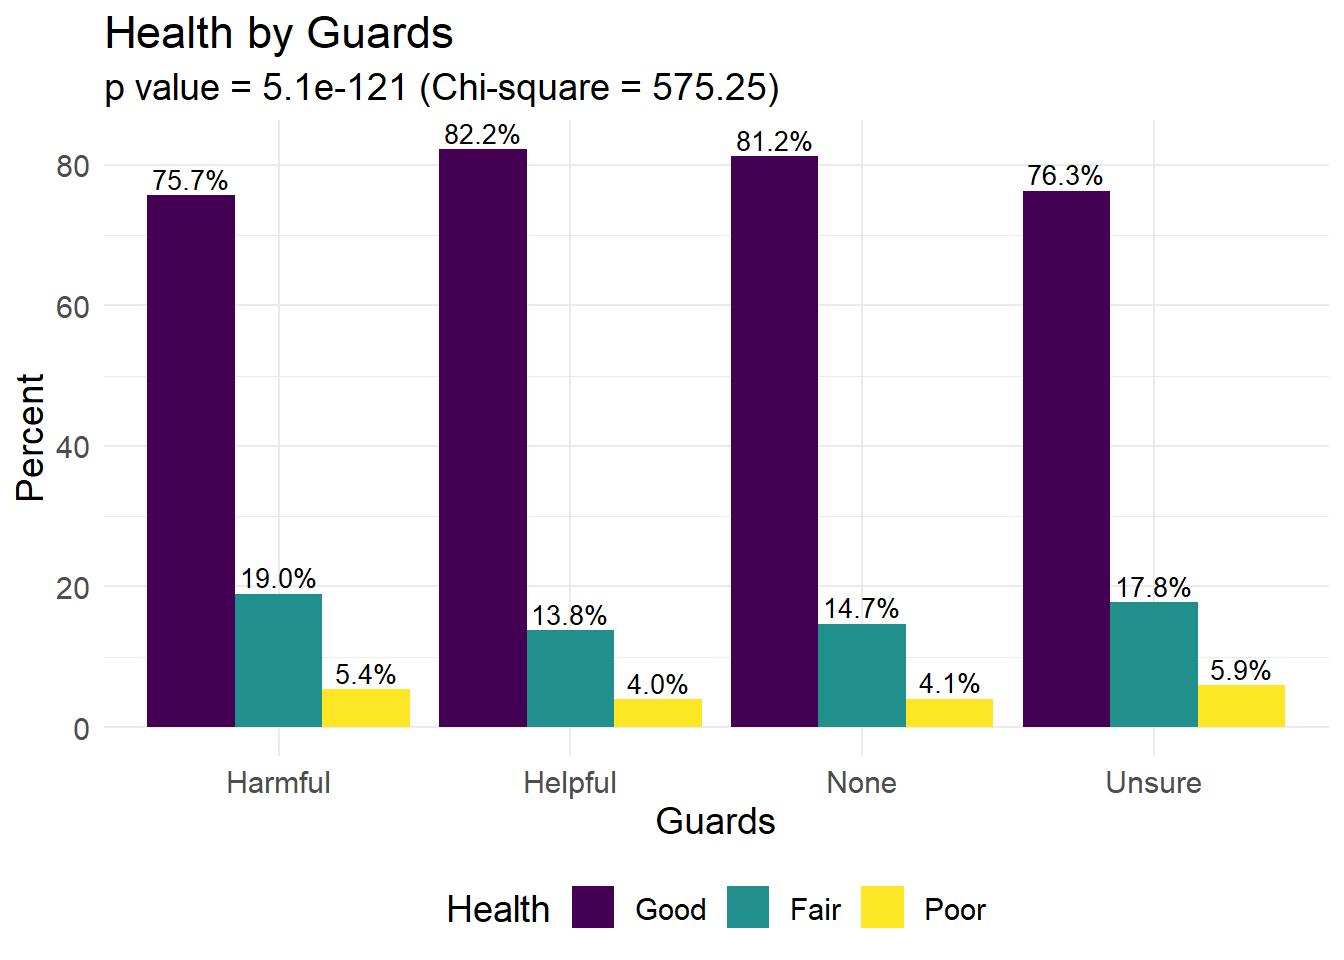 Health by Guards
p value = 5.1e-121 (Chi-square = 575.25)
Percent
80
60
40
20
0
75.7%
19.0%
5.4%
82.2%
13.8%
4.0%
81.2%
14.7%
4.1%
76.3%
17.8%
5.9%
Harmful
Helpful
None
Unsure
Guards
Health Good Fair Poor